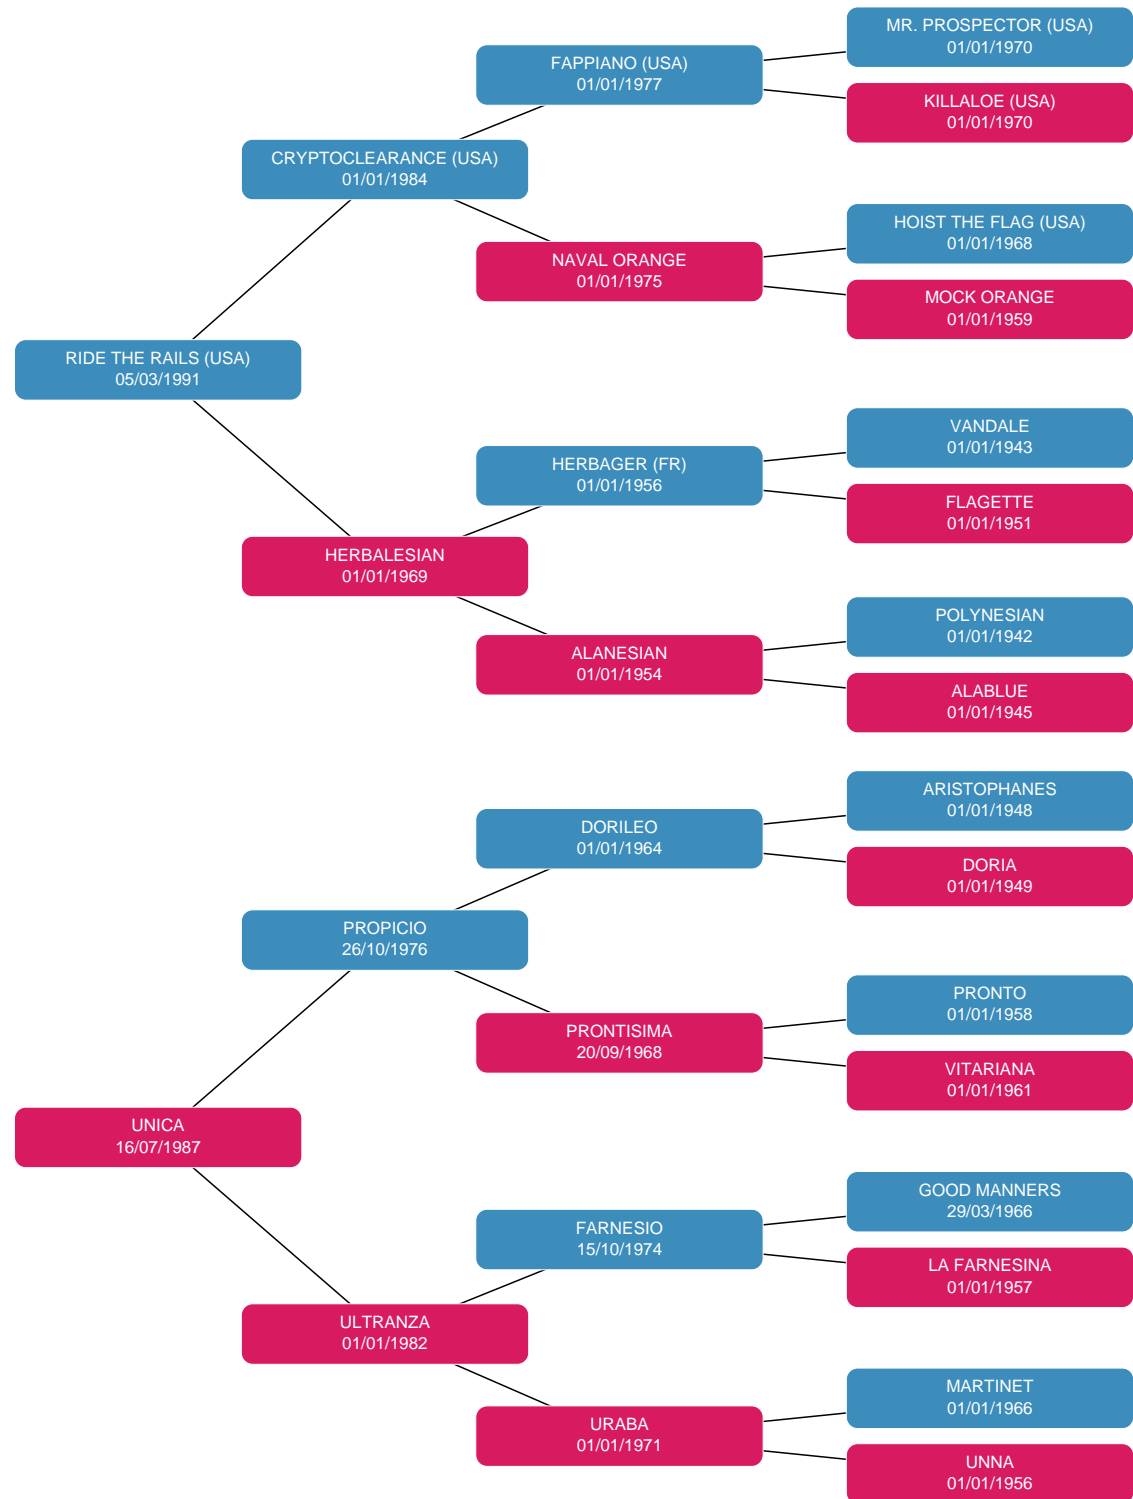 MR. PROSPECTOR (USA)
01/01/1970
FAPPIANO (USA)
01/01/1977
KILLALOE (USA)
01/01/1970
CRYPTOCLEARANCE (USA)
01/01/1984
HOIST THE FLAG (USA)
01/01/1968
NAVAL ORANGE
01/01/1975
MOCK ORANGE
01/01/1959
RIDE THE RAILS (USA)
05/03/1991
VANDALE
01/01/1943
HERBAGER (FR)
01/01/1956
FLAGETTE
01/01/1951
HERBALESIAN
01/01/1969
POLYNESIAN
01/01/1942
ALANESIAN
01/01/1954
ALABLUE
01/01/1945
ARISTOPHANES
01/01/1948
DORILEO
01/01/1964
DORIA
01/01/1949
PROPICIO
26/10/1976
PRONTO
01/01/1958
PRONTISIMA
20/09/1968
VITARIANA
01/01/1961
UNICA
16/07/1987
GOOD MANNERS
29/03/1966
FARNESIO
15/10/1974
LA FARNESINA
01/01/1957
ULTRANZA
01/01/1982
MARTINET
01/01/1966
URABA
01/01/1971
UNNA
01/01/1956